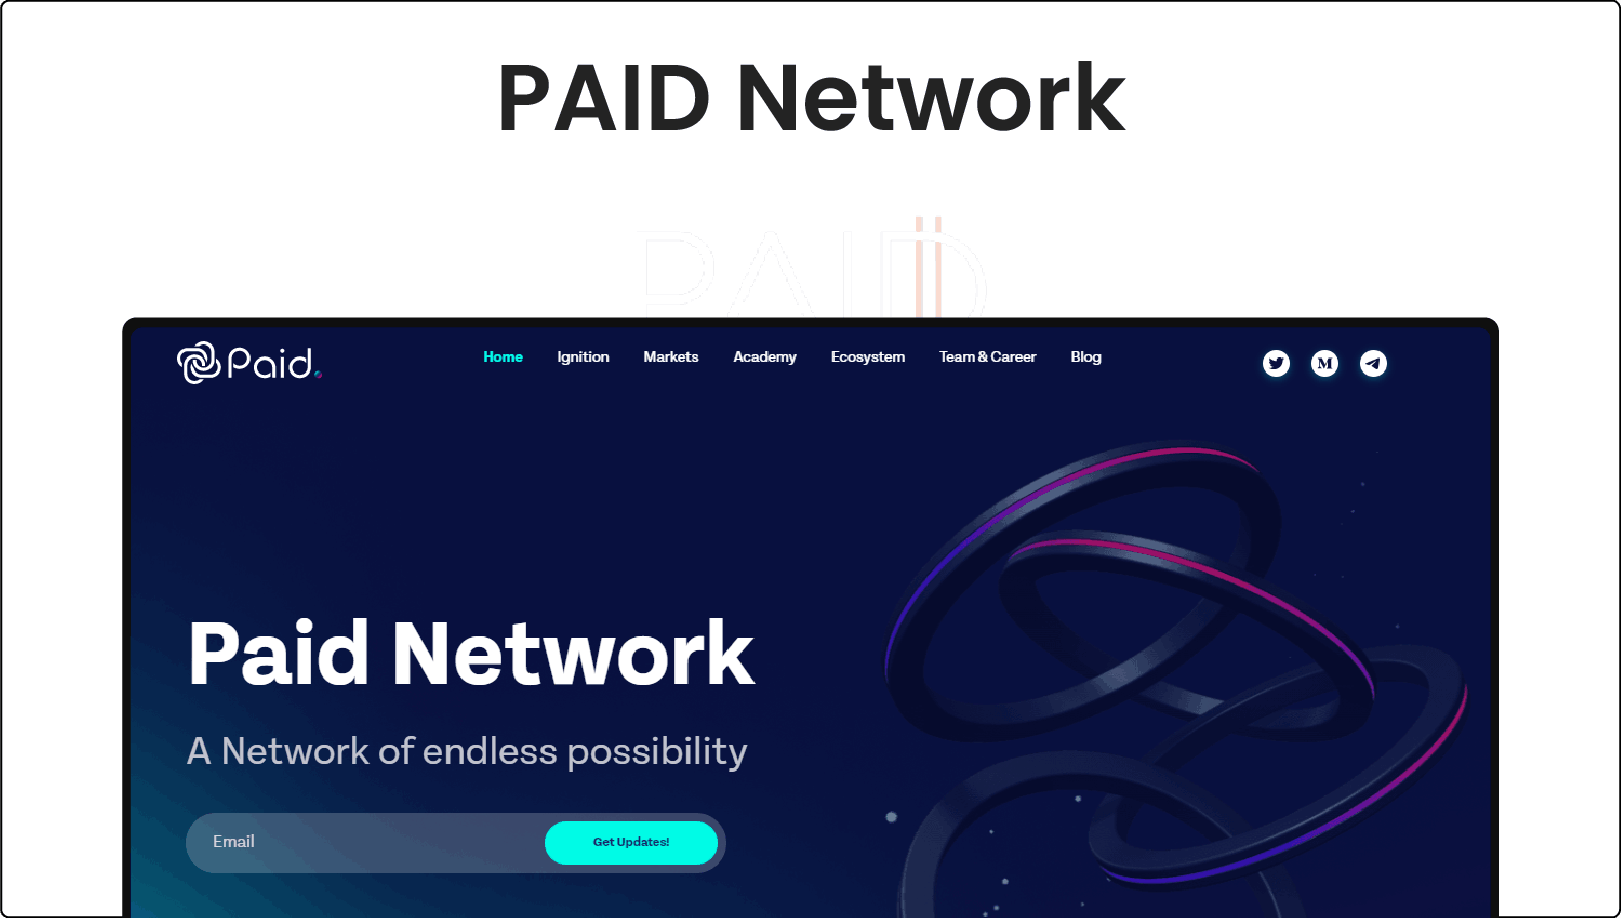 PAID Network
PAID
Paid.
Home Ignition Markets Academy Ecosystem Team & Career Blog
M
Paid Network
A Network of endless possibility
Email Get Updates!